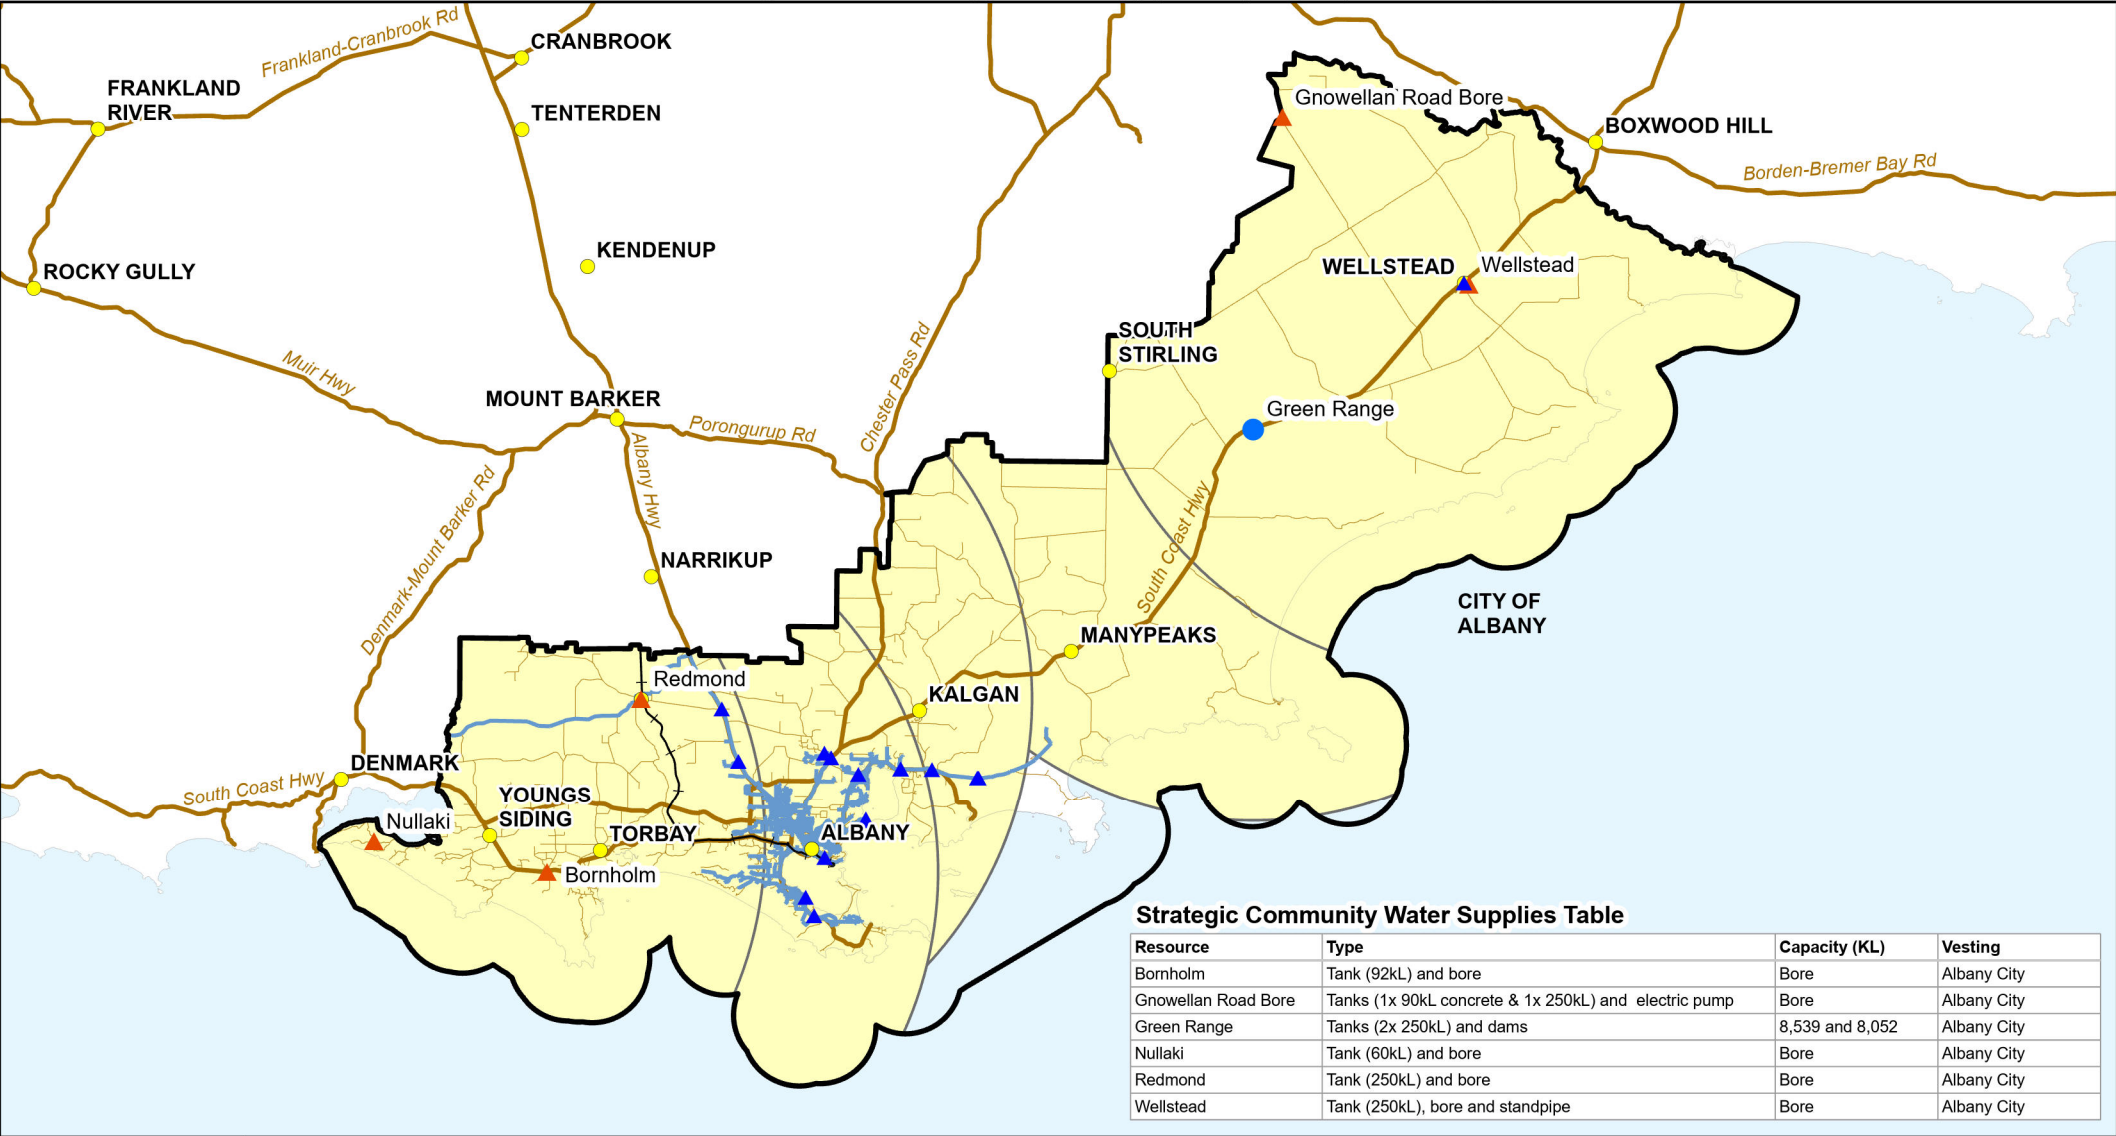 Frankland-Cranbrook Rd
CRANBROOK
FRANKLAND
RIVER
TENTERDEN
Gnowellan Road Bore
BOXWOOD HILL
Borden-Bremer Bay Rd
KENDENUP
ROCKY GULLY
WELLSTEAD
Wellstead
SOUTH
STIRLING
Muir Hwy
Chester Pass Rd
MOUNT BARKER
Porongurup Rd
Green Range
Albany Hwy
Denmark-Mount Barker Rd
South Coast Hwy
NARRIKUP
CITY OF
ALBANY
MANYPEAKS
Redmond
KALGAN
DENMARK
South Coast Hwy
YOUNGS
SIDING
Nullaki
TORBAY
ALBANY
Bornholm
Strategic Community Water Supplies Table
Resource Type Capacity (KL) Vesting
Bornholm Tank (92kL) and bore Bore Albany City
Gnowellan Road Bore Tanks (1x 90kL concrete & 1x 250kL) and electric pump Bore Albany City
Green Range Tanks (2x 250kL) and dams 8,539 and 8,052 Albany City
Nullaki Tank (60kL) and bore Bore Albany City
Redmond Tank (250kL) and bore Bore Albany City
Wellstead Tank (250kL), bore and standpipe Bore Albany City